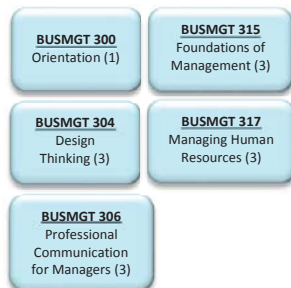 BUSMGT 300
Orientation (1)
BUSMGT 315
Foundations of
Management (3)
BUSMGT 304
Design
Thinking (3)
BUSMGT 317
Managing Human
Resources (3)
BUSMGT 306
Professional
Communication
for Managers (3)